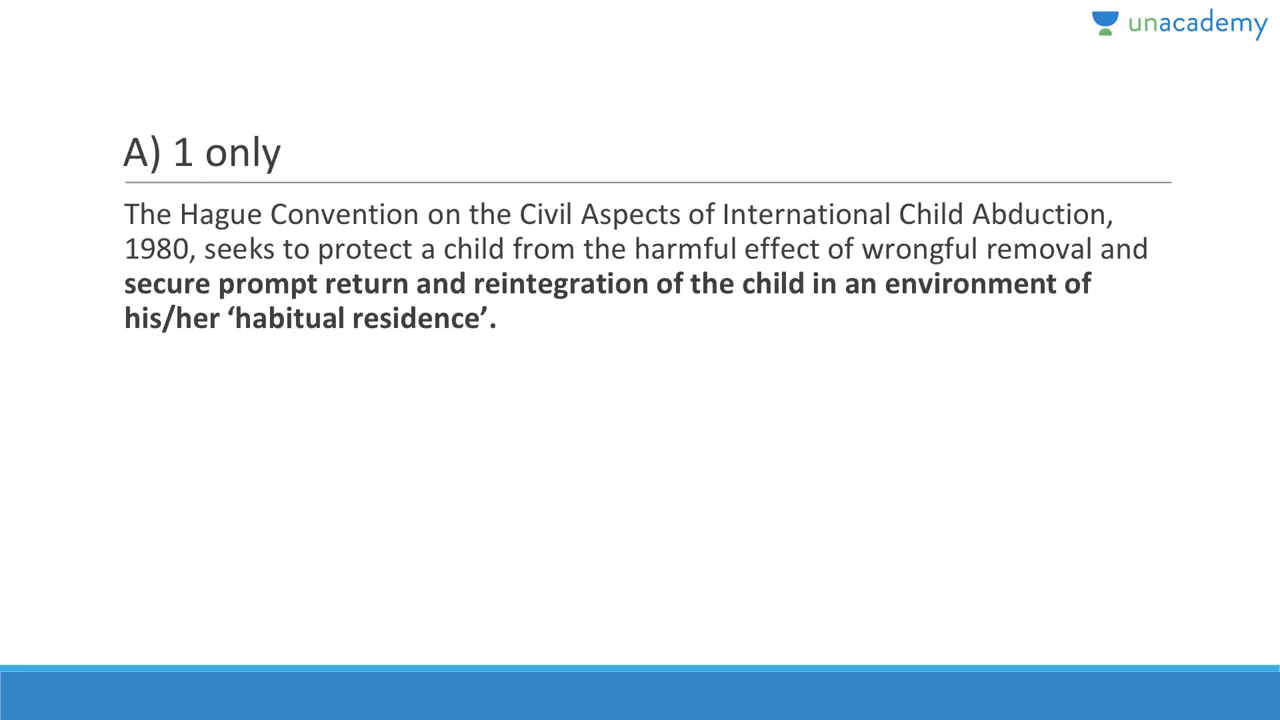 unacademy
A) 1 only
The Hague Convention on the Civil Aspects of International Child Abduction,
1980, seeks to protect a child from the harmful effect of wrongful removal and
secure prompt return and reintegration of the child in an environment of
his/her ‘habitual residence’.